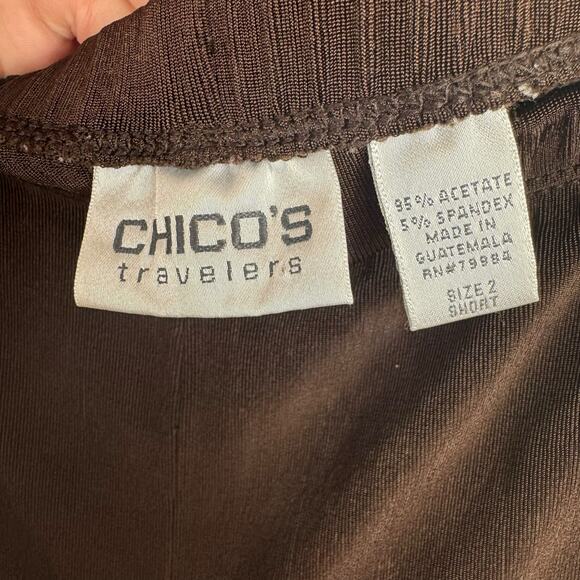 CHICO'S
travelers
95% ACETATE
5% SPANDEX
MADE IN
GUATEMALA
RN#79984
SIZE 2
SHORT